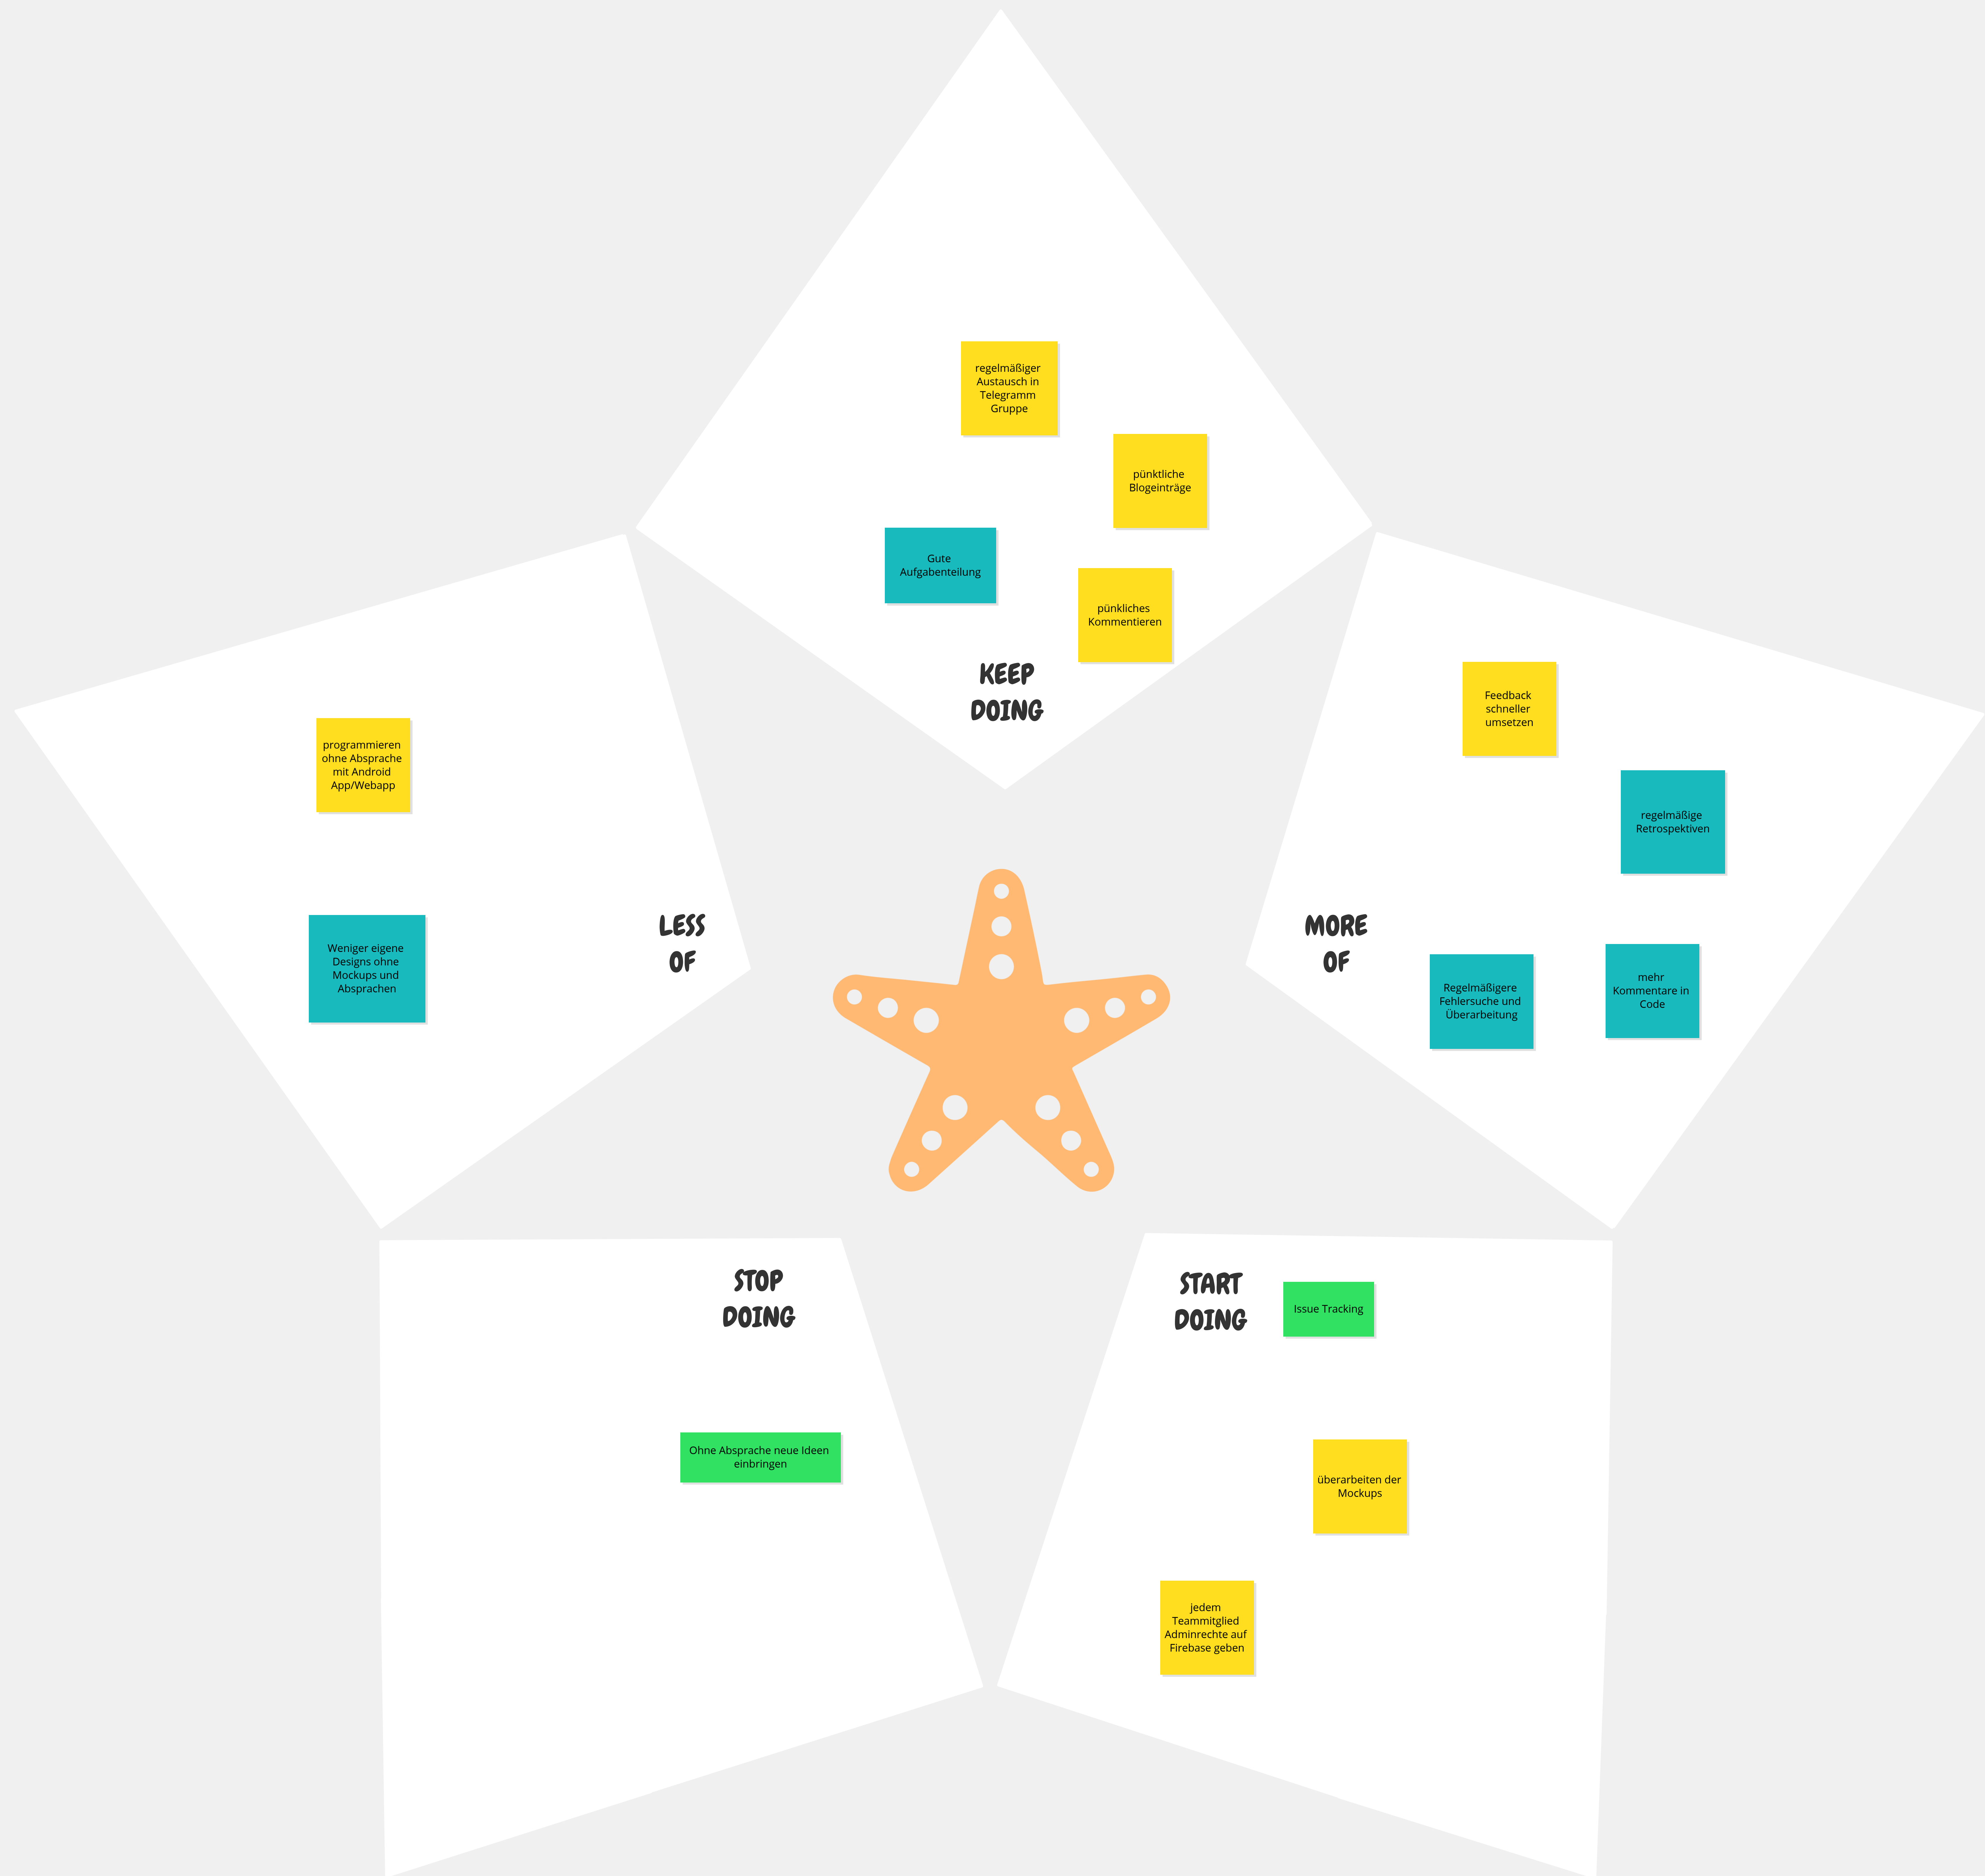 regelmäßiger
Austausch in
Telegramm
Gruppe
pünktliche
Blogeinträge
Gute
Aufgabenteilung
pünkliches
Kommentieren
KEEP
DOING
programmieren
ohne Absprache
mit Android
App/Webapp
Weniger eigene
Designs ohne
Mockups und
Absprachen
LESS
OF
MORE
OF
Feedback
schneller
umsetzen
regelmäßige
Retrospektiven
Regelmäßigere
Fehlersuche und
Überarbeitung
mehr
Kommentare in
Code
STOP
DOING
Ohne Absprache neue Ideen
einbringen
START
DOING
Issue Tracking
überarbeiten der
Mockups
jedem
Teammitglied
Adminrechte auf
Firebase geben